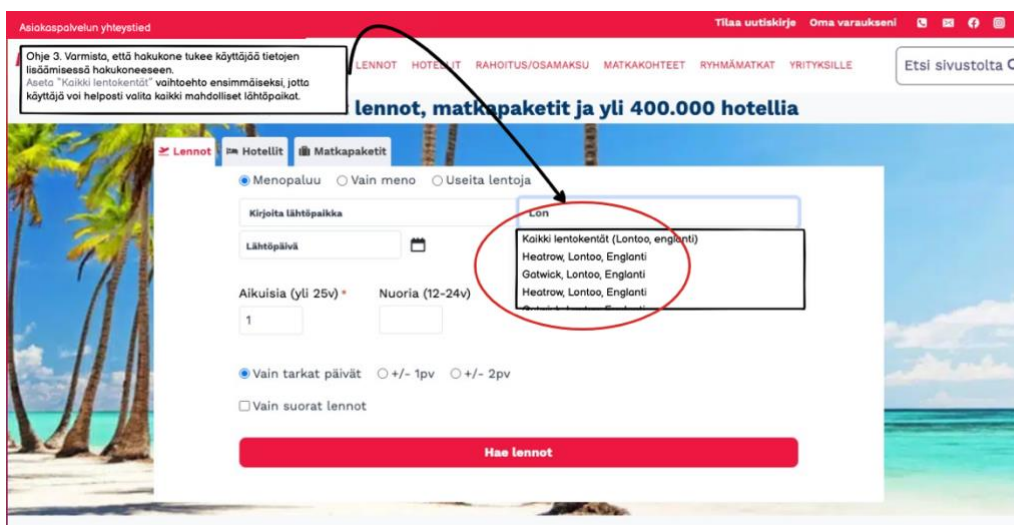 Asiakaspalvelun yhteystied
Tilaa uutiskirje Oma varaukseni
Ohje 3. Varmista, että hakukone tukee käyttäjää tietojen
lisäämisessä hakukoneeseen.
Aseta "Kaikki lentokentät" vaihtoehto ensimmäiseksi, jotta
käyttäjä voi helposti valita kaikki mahdolliset lähtöpaikat.
LENNOT HOTELLIT RAHOITUS/OSAMAKSU MATKAKOHTEET RYHMÄMATKAT YRITYKSILLE
Etsi sivustolta
lennot, matkapaketit ja yli 400.000 hotellia
Lennot Hotellit Matkapaketit
Menopaluu Vain meno Useita lentoja
Kirjoita lähtöpaikka
Lon
Lähtöpäivä
Kaikki lentokentät (Lontoo, englanti)
Heatrow, Lontoo, Englanti
Gatwick, Lontoo, Englanti
Heatrow, Lontoo, Englanti
Aikuisia (yli 25v) * Nuoria (12-24v)
1
Vain tarkat päivät +/- 1pv +/- 2pv
Vain suorat lennot
Hae lennot